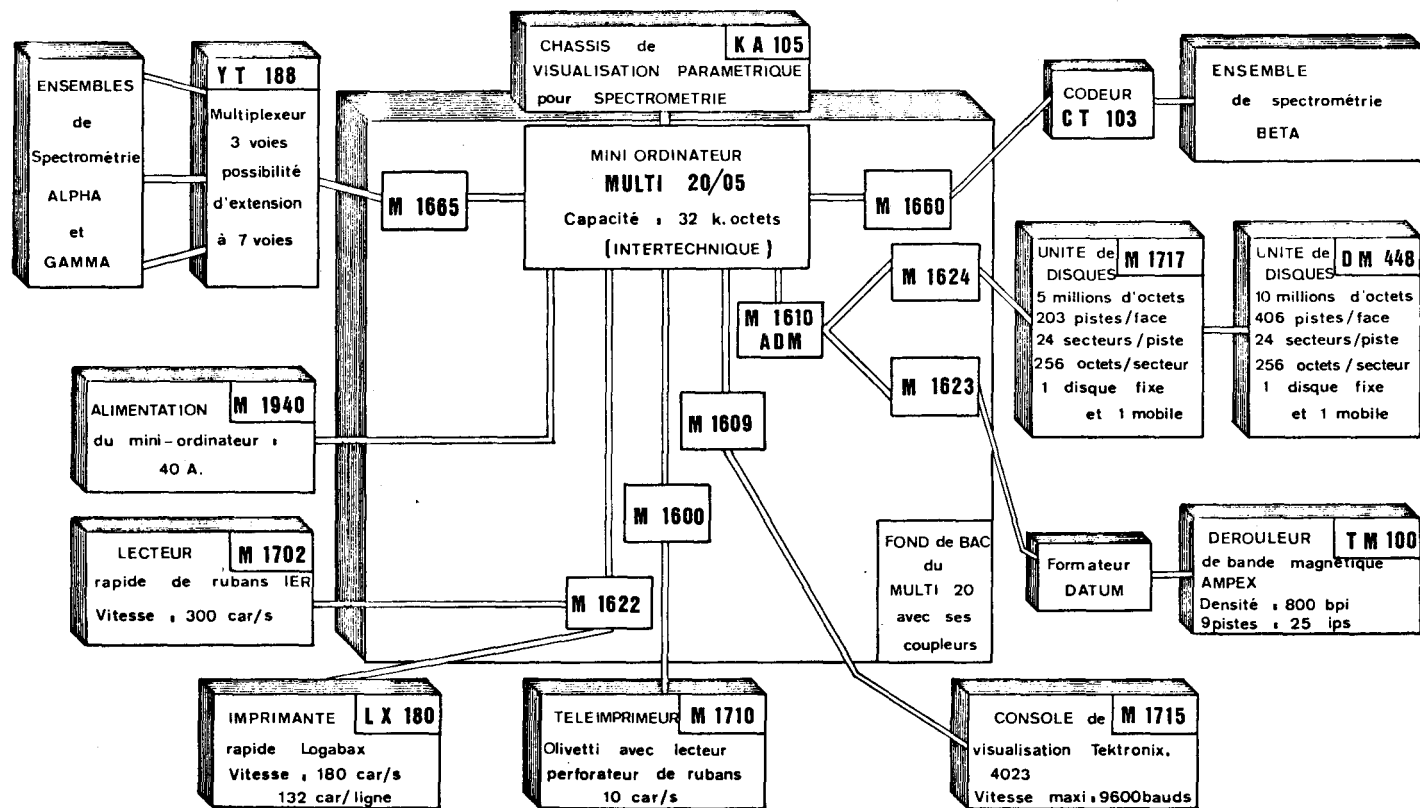 CHASSIS de KA 105
VISUALISATION PARAMETRIQUE
pour SPECTROMETRIE
ENSEMBLES
de
Spectrométrie
ALPHA
et
GAMMA
YT 188
Multiplexeur
3 voies
possibilité
d'extension
à 7 voies
M 1665
MINI ORDINATEUR
MULTI 20/05
Capacité : 32 k.octets
(INTERTECHNIQUE)
M 1660
CODEUR
CT 103
ENSEMBLE
de spectrométrie
BETA
M 1610
ADM
M 1624
M 1623
UNITE de M 1717
DISQUES
5 millions d'octets
203 pistes/face
24 secteurs/piste
256 octets/secteur
1 disque fixe
et 1 mobile
UNITE de DM 448
DISQUES
10 millions d'octets
406 pistes/face
24 secteurs/piste
256 octets/secteur
1 disque fixe
et 1 mobile
ALIMENTATION M 1940
du mini-ordinateur :
40 A.
M 1609
M 1600
LECTEUR M 1702
rapide de rubans IER
Vitesse : 300 car/s
M 1622
FOND de BAC
du
MULTI 20
avec ses
coupleurs
Formateur
DATUM
DEROULEUR TM 100
de bande magnétique
AMPEX
Densité : 800 bpi
9pistes : 25 ips
IMPRIMANTE LX 180
rapide Logabax
Vitesse : 180 car/s
132 car/ligne
TELEIMPRIMEUR M 1710
Olivetti avec lecteur
perforateur de rubans
10 car/s
CONSOLE de M 1715
visualisation Tektronix.
4023
Vitesse maxi : 9600bauds